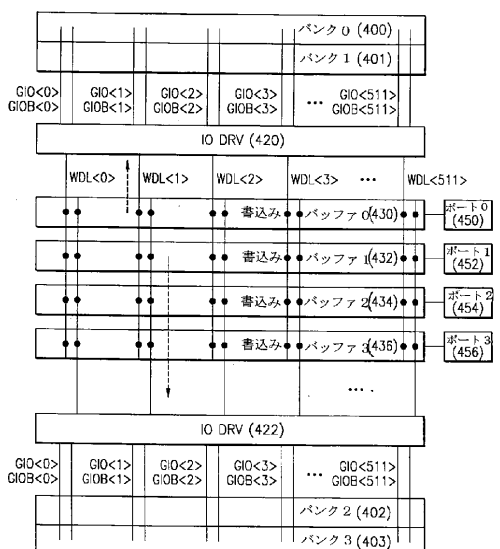 バンク0 (400)
バンク1 (401)
GIO<0> GIO<1> GIO<2> GIO<3> ... GIO<511>
GIOB<0> GIOB<1> GIOB<2> GIOB<3> GIOB<511>
IO DRV (420)
WDL<0> WDL<1> WDL<2> WDL<3> ... WDL<511>
書込み バッファ0(430)
ポート0
(450)
書込み バッファ1(432)
ポート1
(452)
書込み バッファ2(434)
ポート2
(454)
書込み バッファ3(436)
ポート3
(456)
....
IO DRV (422)
GIO<0> GIO<1> GIO<2> GIO<3> ... GIO<511>
GIOB<0> GIOB<1> GIOB<2> GIOB<3> GIOB<511>
バンク2 (402)
バンク3 (403)